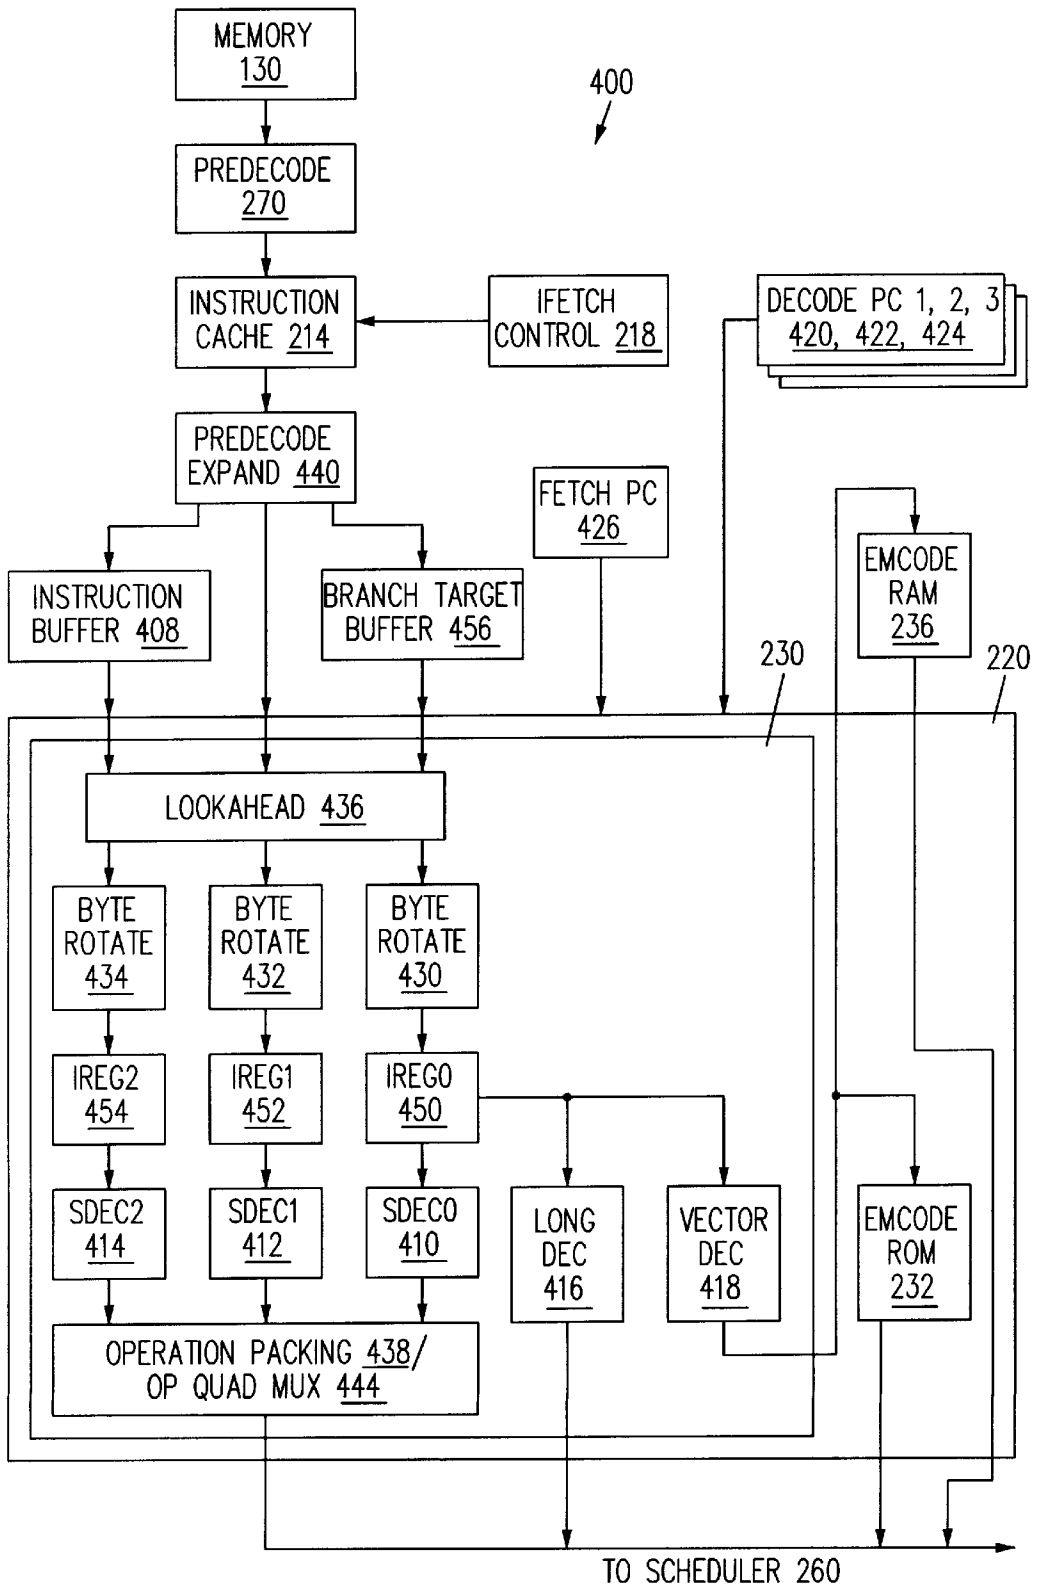 MEMORY
130
400
PREDECODE
270
INSTRUCTION
CACHE 214
IFETCH
CONTROL 218
DECODE PC 1, 2, 3
420, 422, 424
PREDECODE
EXPAND 440
FETCH PC
426
EMCODE
RAM
236
INSTRUCTION
BUFFER 408
BRANCH TARGET
BUFFER 456
230
220
LOOKAHEAD 436
BYTE
ROTATE
434
BYTE
ROTATE
432
BYTE
ROTATE
430
IREG2
454
IREG1
452
IREG0
450
SDEC2
414
SDEC1
412
SDEC0
410
LONG
DEC
416
VECTOR
DEC
418
EMCODE
ROM
232
OPERATION PACKING 438/
OP QUAD MUX 444
TO SCHEDULER 260